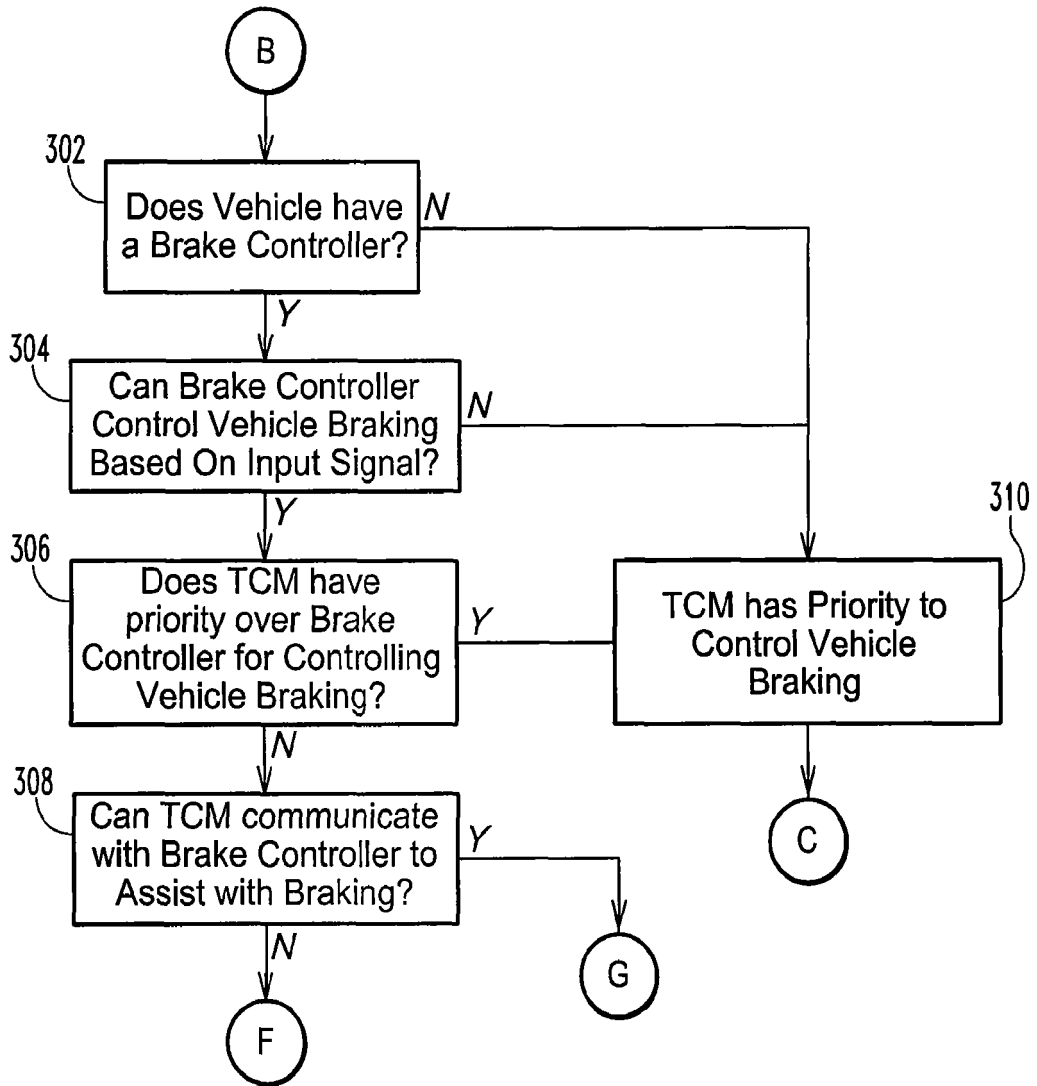 B
302
Does Vehicle have
a Brake Controller?
N
Y
304
Can Brake Controller
Control Vehicle Braking
Based On Input Signal?
N
Y
306
Does TCM have
priority over Brake
Controller for Controlling
Vehicle Braking?
Y
N
310
TCM has Priority to
Control Vehicle
Braking
C
308
Can TCM communicate
with Brake Controller to
Assist with Braking?
Y
N
G
F